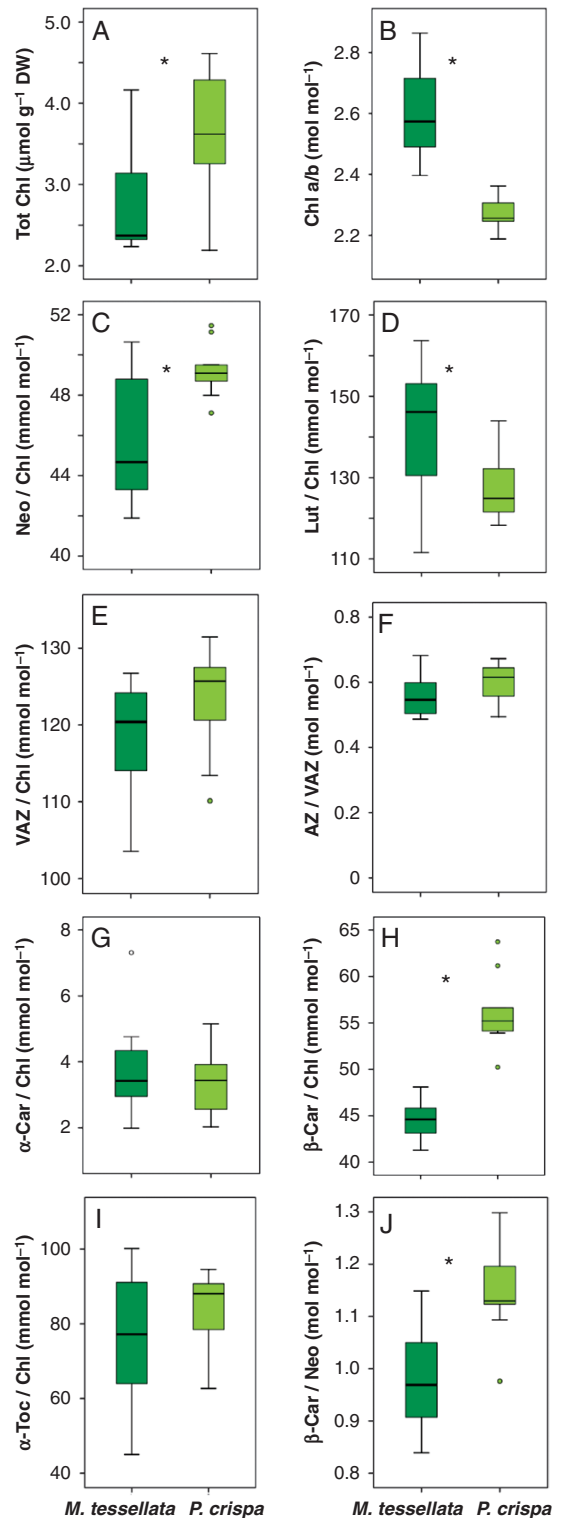 A
Tot Chl (μmol g⁻¹ DW)
5.0
4.0
3.0
2.0
*
B
Chl a/b (mol mol⁻¹)
2.8
2.6
2.4
2.2
*
C
Neo / Chl (mmol mol⁻¹)
52
48
44
40
*
D
Lut / Chl (mmol mol⁻¹)
170
150
130
110
*
E
VAZ / Chl (mmol mol⁻¹)
130
120
110
100
F
AZ / VAZ (mol mol⁻¹)
0.8
0.6
0.4
0.2
0
G
α-Car / Chl (mmol mol⁻¹)
8
6
4
2
H
β-Car / Chl (mmol mol⁻¹)
65
60
55
50
45
40
*
I
α-Toc / Chl (mmol mol⁻¹)
100
80
60
40
J
β-Car / Neo (mol mol⁻¹)
1.3
1.2
1.1
1.0
0.9
0.8
*
M. tessellata P. crispa
M. tessellata P. crispa